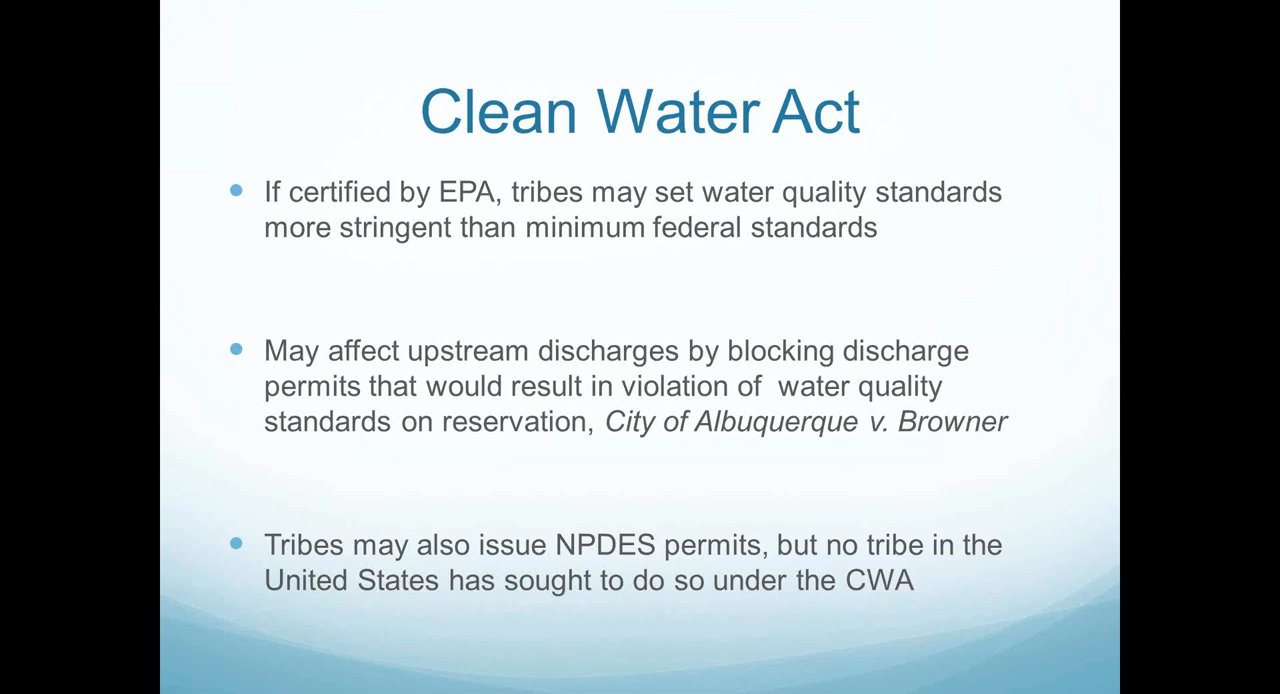 Clean Water Act
If certified by EPA, tribes may set water quality standards
more stringent than minimum federal standards
May affect upstream discharges by blocking discharge
permits that would result in violation of  water quality
standards on reservation, City of Albuquerque v. Browner
Tribes may also issue NPDES permits, but no tribe in the
United States has sought to do so under the CWA